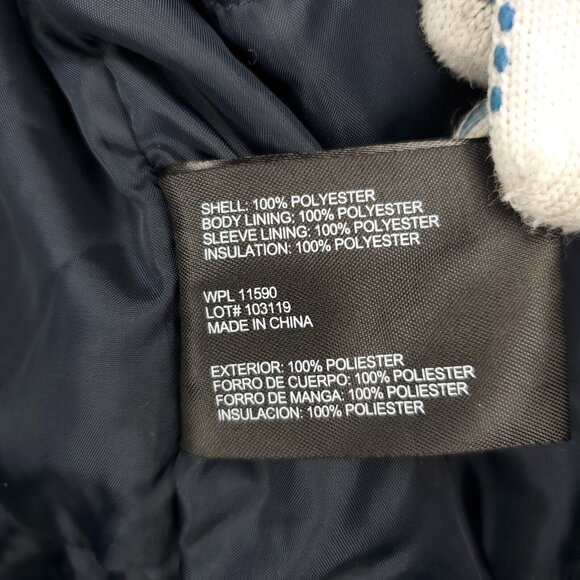 SHELL: 100% POLYESTER
BODY LINING: 100% POLYESTER
SLEEVE LINING: 100% POLYESTER
INSULATION: 100% POLYESTER
WPL 11590
LOT# 103119
MADE IN CHINA
EXTERIOR: 100% POLIESTER
FORRO DE CUERPO: 100% POLIESTER
FORRO DE MANGA: 100% POLIESTER
INSULACION: 100% POLIESTER